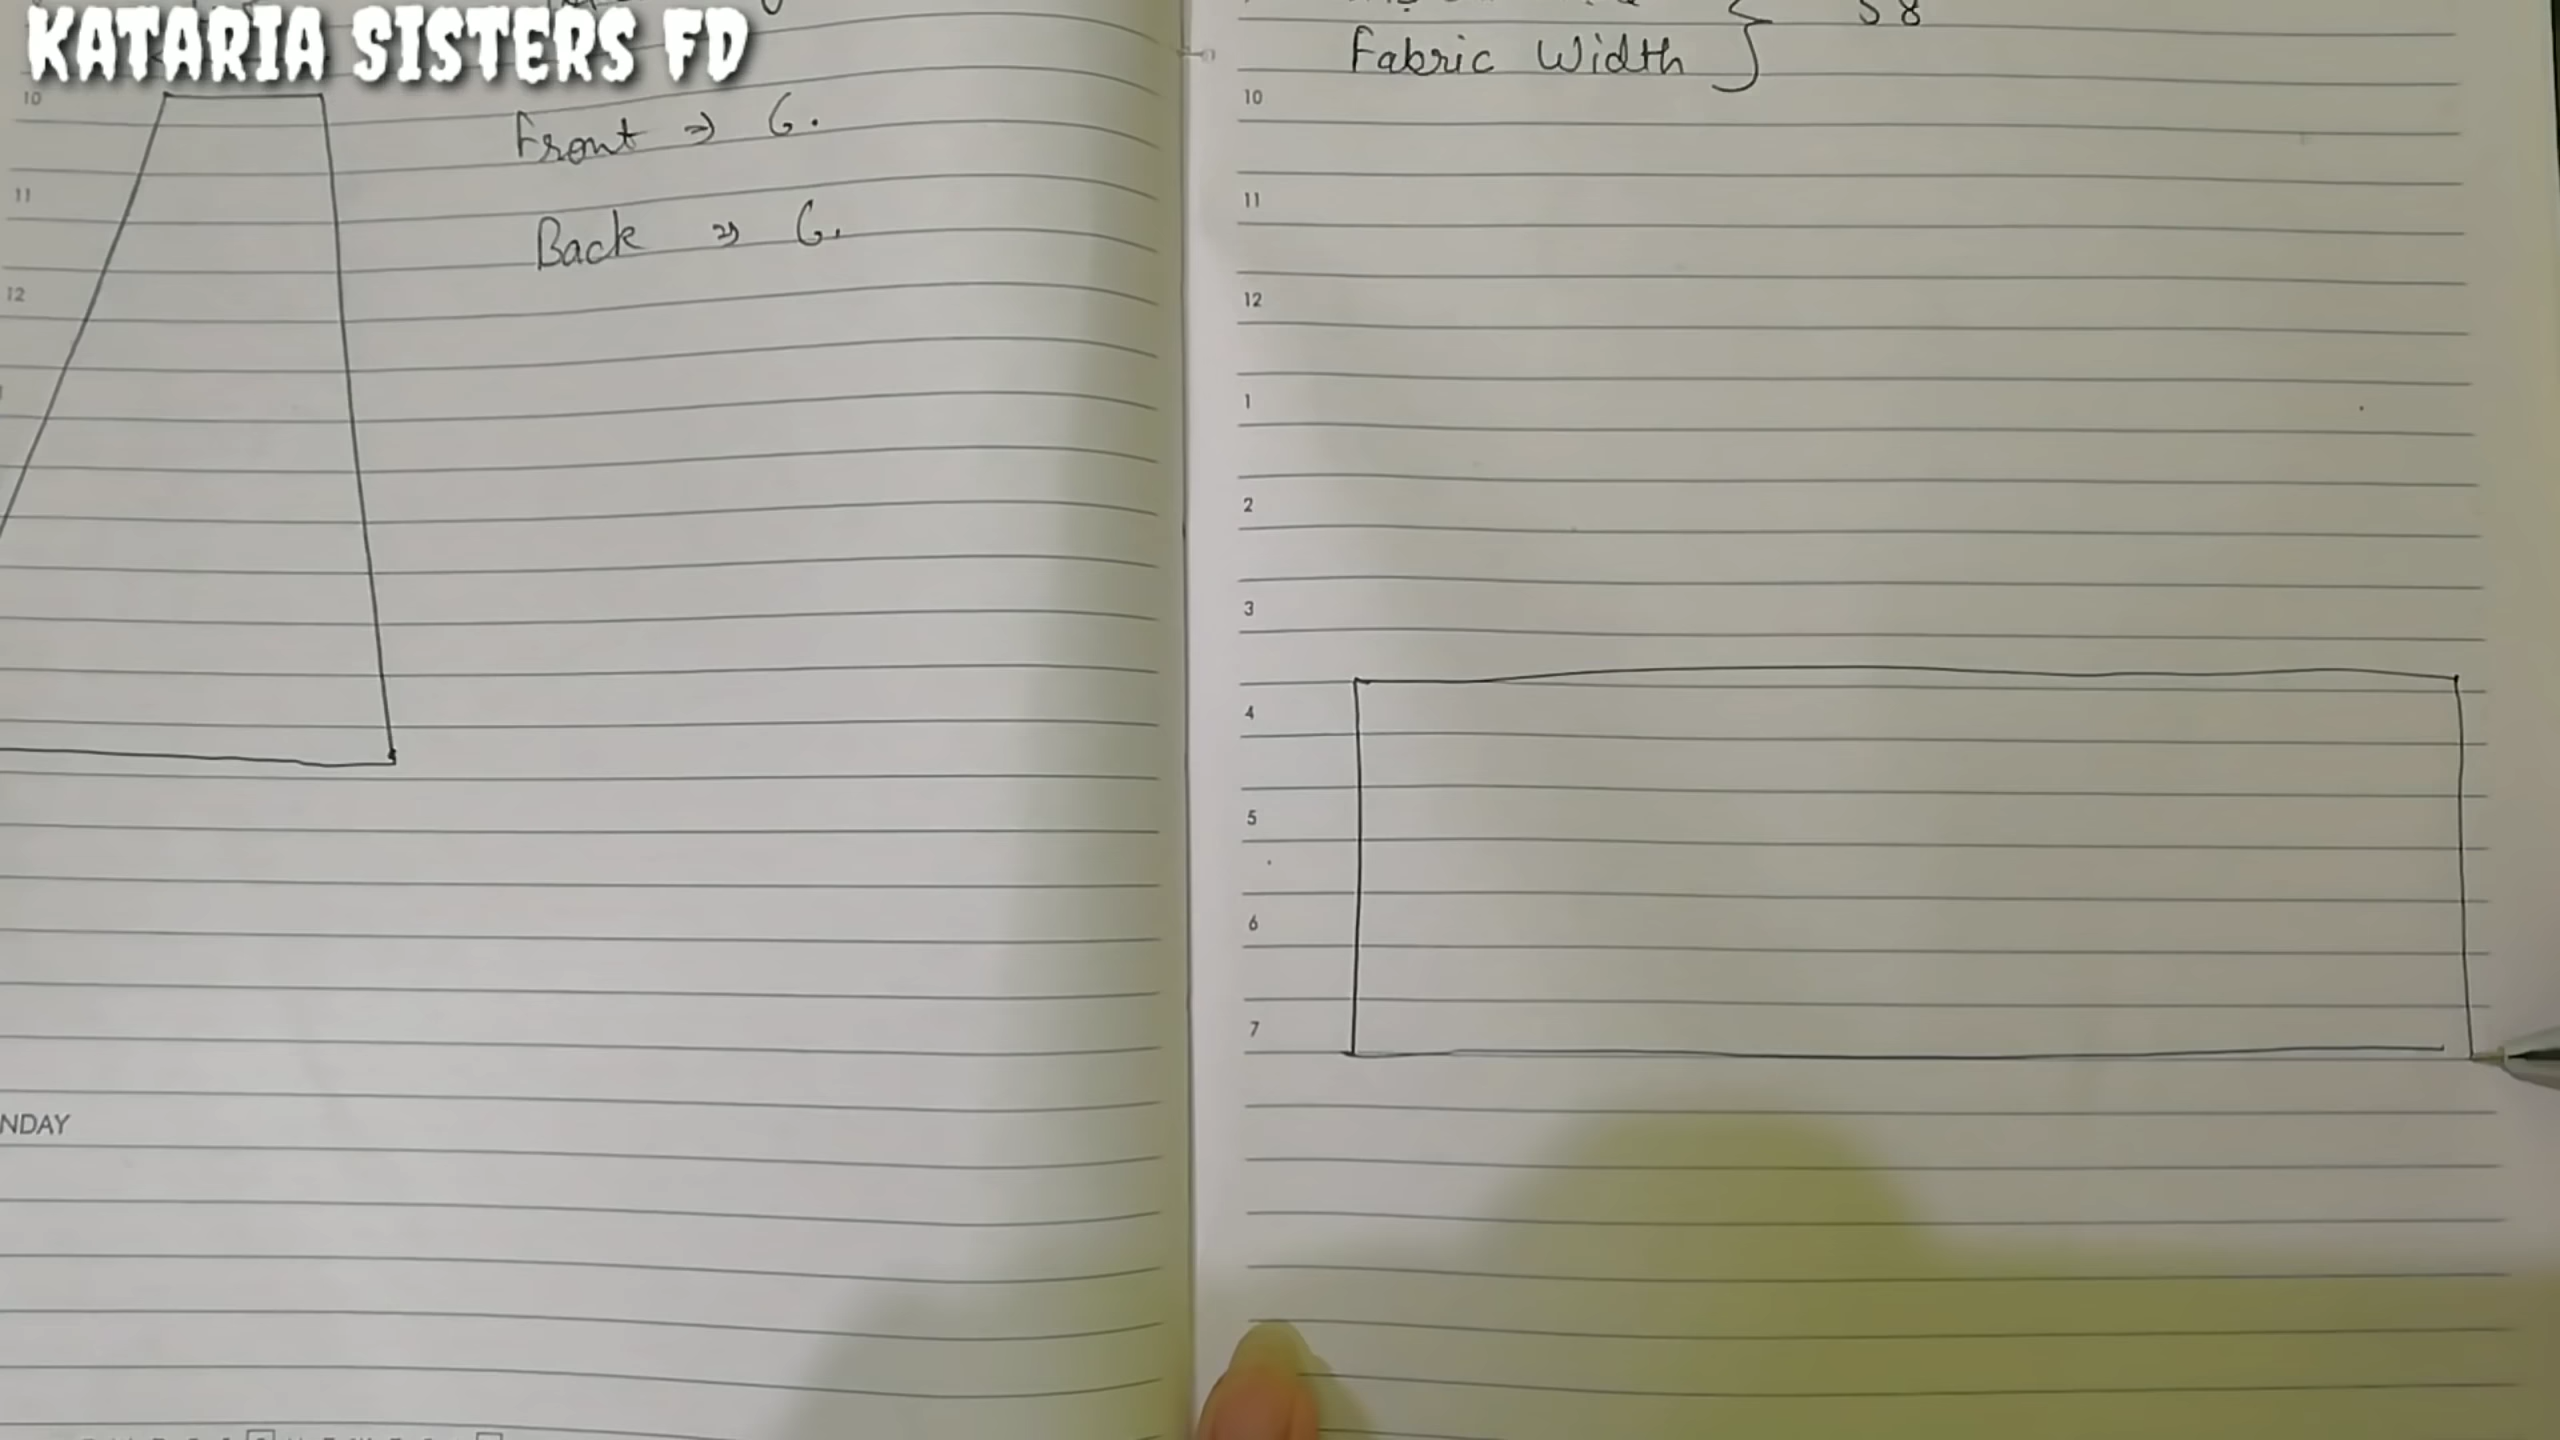 KATARIA SISTERS FD
10
Front ⇒ 6.
11
Back ⇒ 6.
12
NDAY
58
Fabric Width }
10
11
12
1
2
3
4
5
6
7